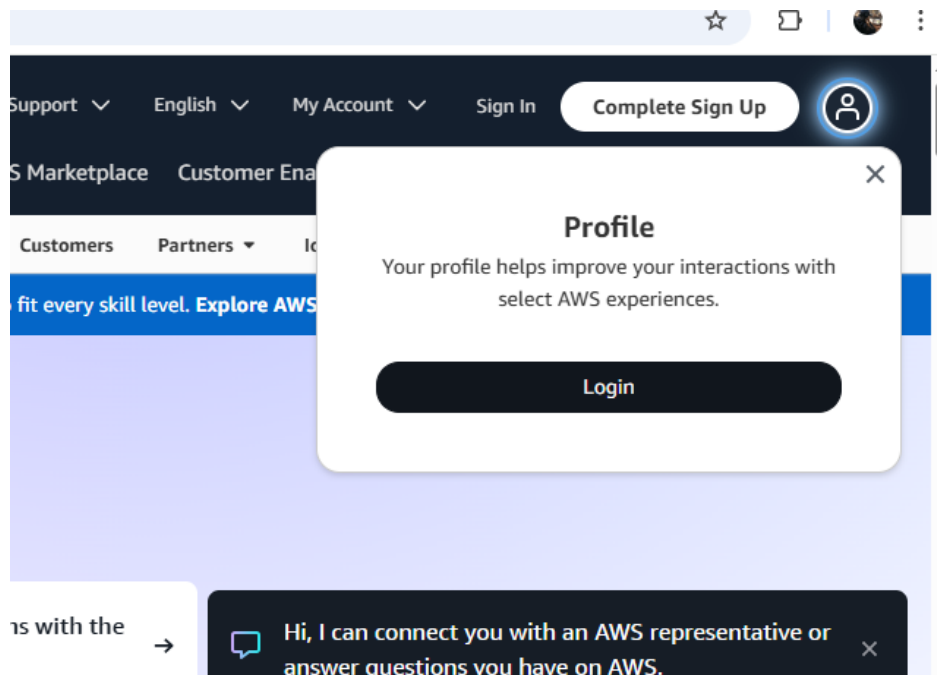 Support
English
My Account
Sign In
Complete Sign Up
Marketplace
Customer
Customers
Partners
Profile
Your profile helps improve your interactions with
select AWS experiences.
Login
fit every skill level. Explore AWS
with the
Hi, I can connect you with an AWS representative or
answer questions you have on AWS.